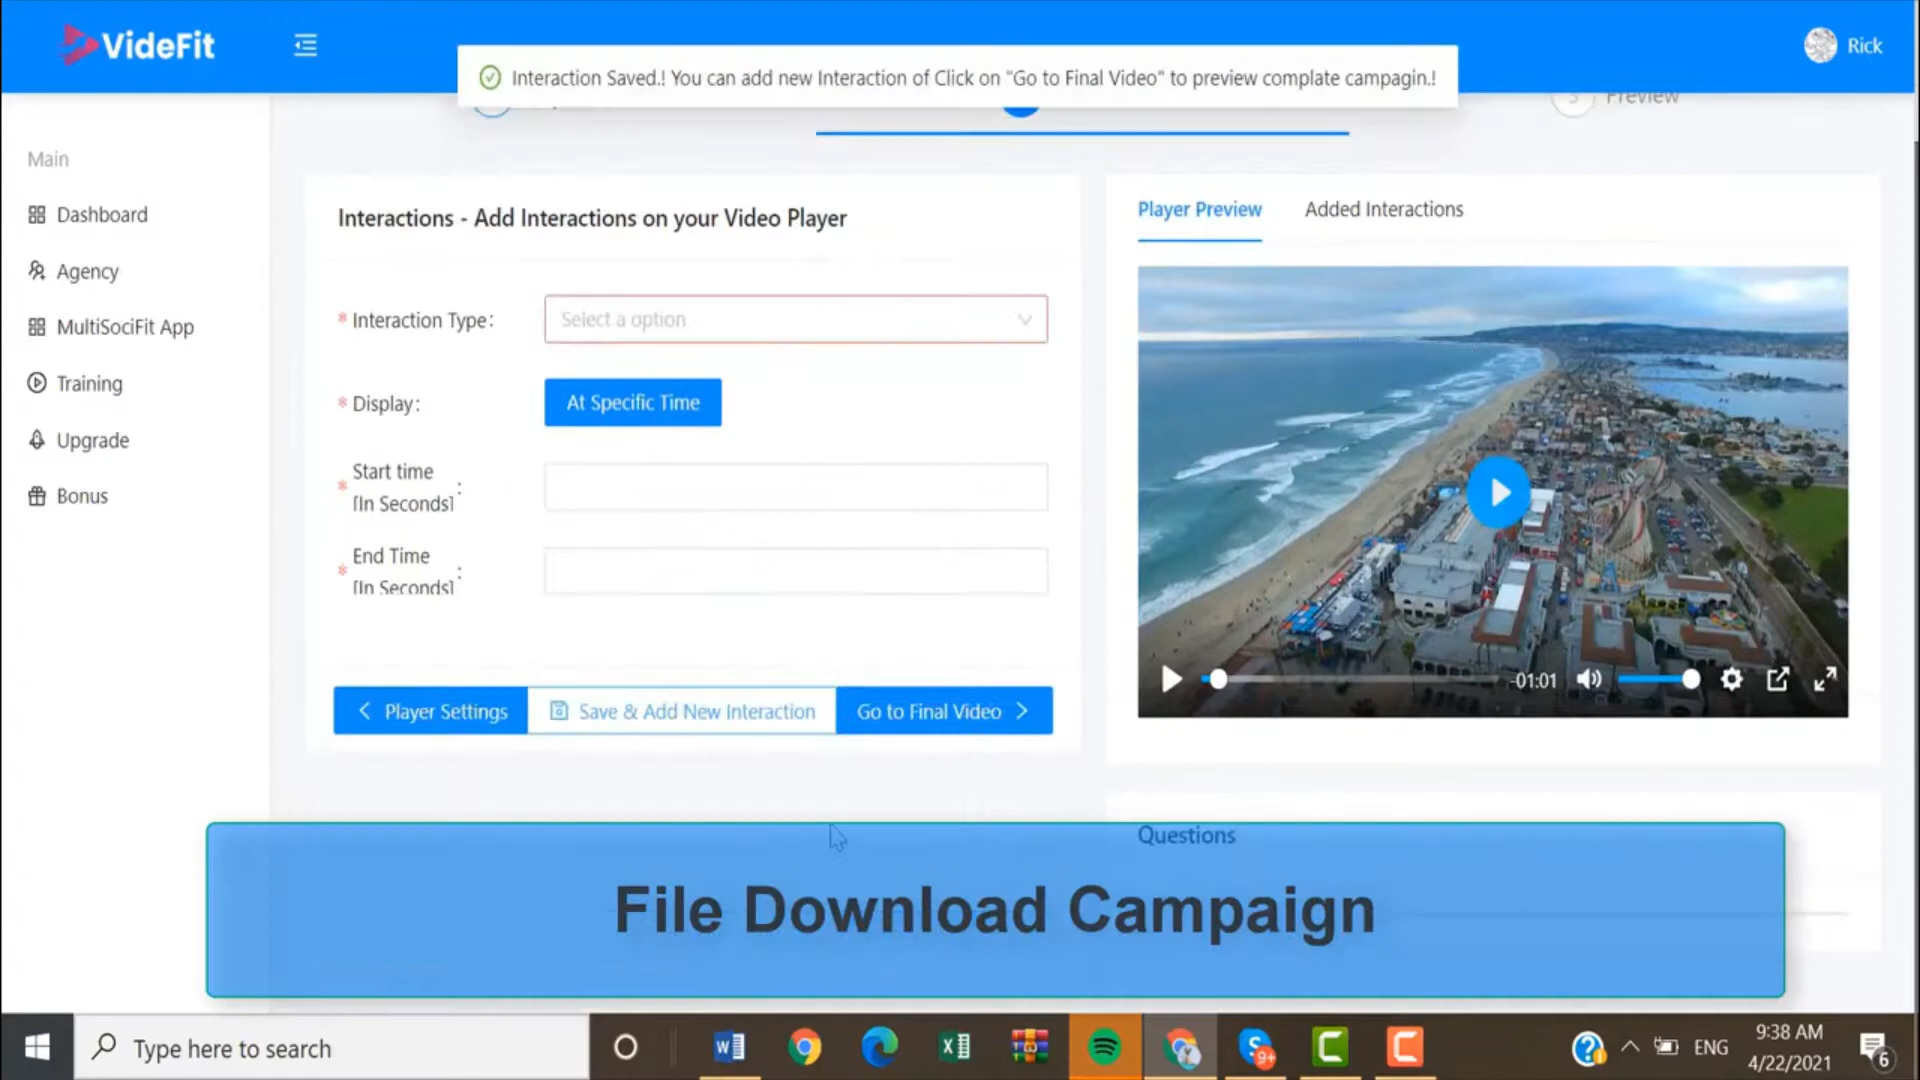 VideFit
Rick
Interaction Saved.! You can add new Interaction of Click on "Go to Final Video" to preview complate campagin.!
3 Preview
Main
Dashboard
Agency
MultiSociFit App
Training
Upgrade
Bonus
Interactions - Add Interactions on your Video Player
* Interaction Type:
Select a option
* Display:
At Specific Time
* Start time
[In Seconds] :
* End Time
[In Seconds] :
Player Settings
Save & Add New Interaction
Go to Final Video
Player Preview
Added Interactions
-01:01
Questions
File Download Campaign
Type here to search
9+
ENG
9:38 AM
4/22/2021
6